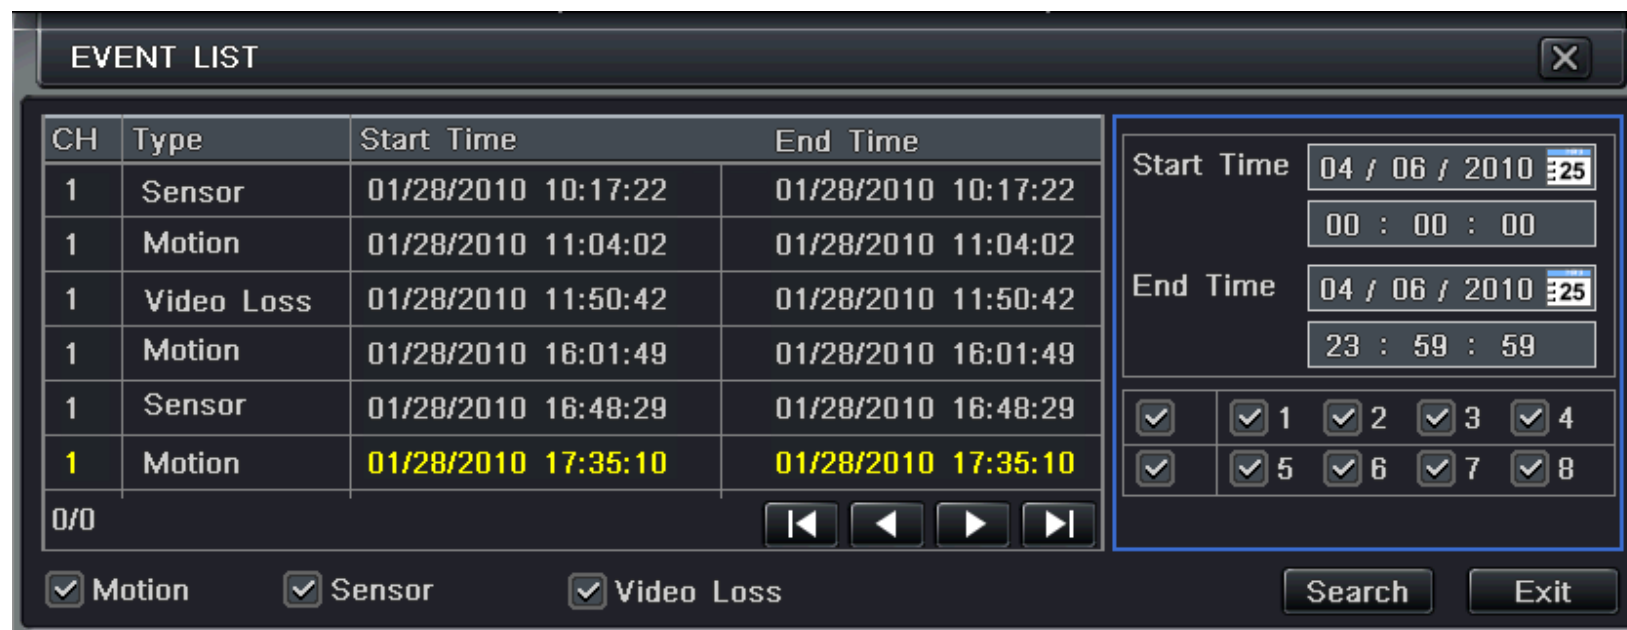 EVENT LIST
CH Type Start Time End Time
1 Sensor 01/28/2010 10:17:22 01/28/2010 10:17:22
1 Motion 01/28/2010 11:04:02 01/28/2010 11:04:02
1 Video Loss 01/28/2010 11:50:42 01/28/2010 11:50:42
1 Motion 01/28/2010 16:01:49 01/28/2010 16:01:49
1 Sensor 01/28/2010 16:48:29 01/28/2010 16:48:29
1 Motion 01/28/2010 17:35:10 01/28/2010 17:35:10
0/0
Start Time 04 / 06 / 2010 25
00 : 00 : 00
End Time 04 / 06 / 2010 25
23 : 59 : 59
1 2 3 4
5 6 7 8
Motion Sensor Video Loss Search Exit